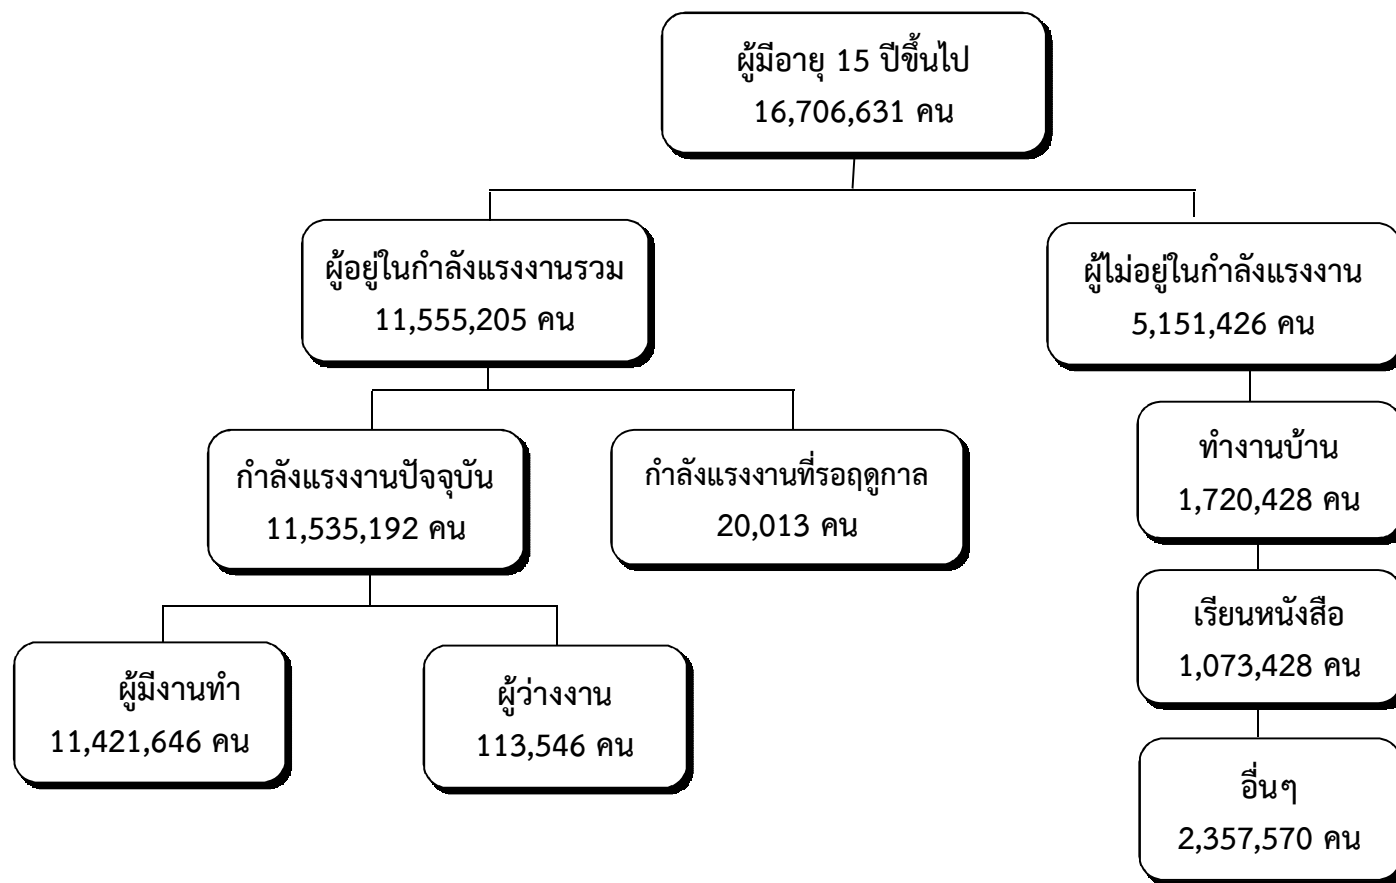 ผู้มีอายุ 15 ปีขึ้นไป
16,706,631 คน
ผู้อยู่ในกำลังแรงงานรวม
11,555,205 คน
ผู้ไม่อยู่ในกำลังแรงงาน
5,151,426 คน
กำลังแรงงานปัจจุบัน
11,535,192 คน
กำลังแรงงานที่รอฤดูกาล
20,013 คน
ทำงานบ้าน
1,720,428 คน
เรียนหนังสือ
1,073,428 คน
ผู้มีงานทำ
11,421,646 คน
ผู้ว่างงาน
113,546 คน
อื่นๆ
2,357,570 คน